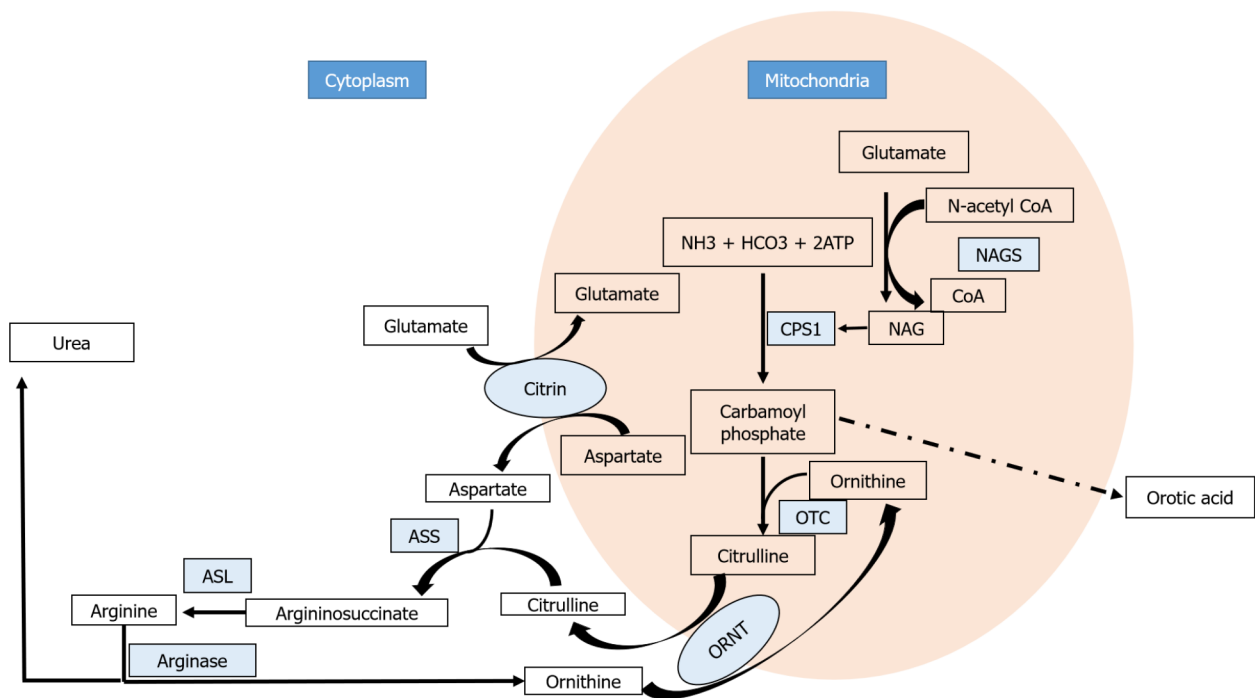 Cytoplasm
Mitochondria
Glutamate
N-acetyl CoA
NH3 + HCO3 + 2ATP
NAGS
Glutamate
CoA
Glutamate
CPS1
NAG
Urea
Citrin
Carbamoyl
phosphate
Aspartate
Ornithine
Aspartate
Orotic acid
OTC
ASS
Citrulline
ASL
Arginine
Argininosuccinate
Citrulline
ORNT
Arginase
Ornithine